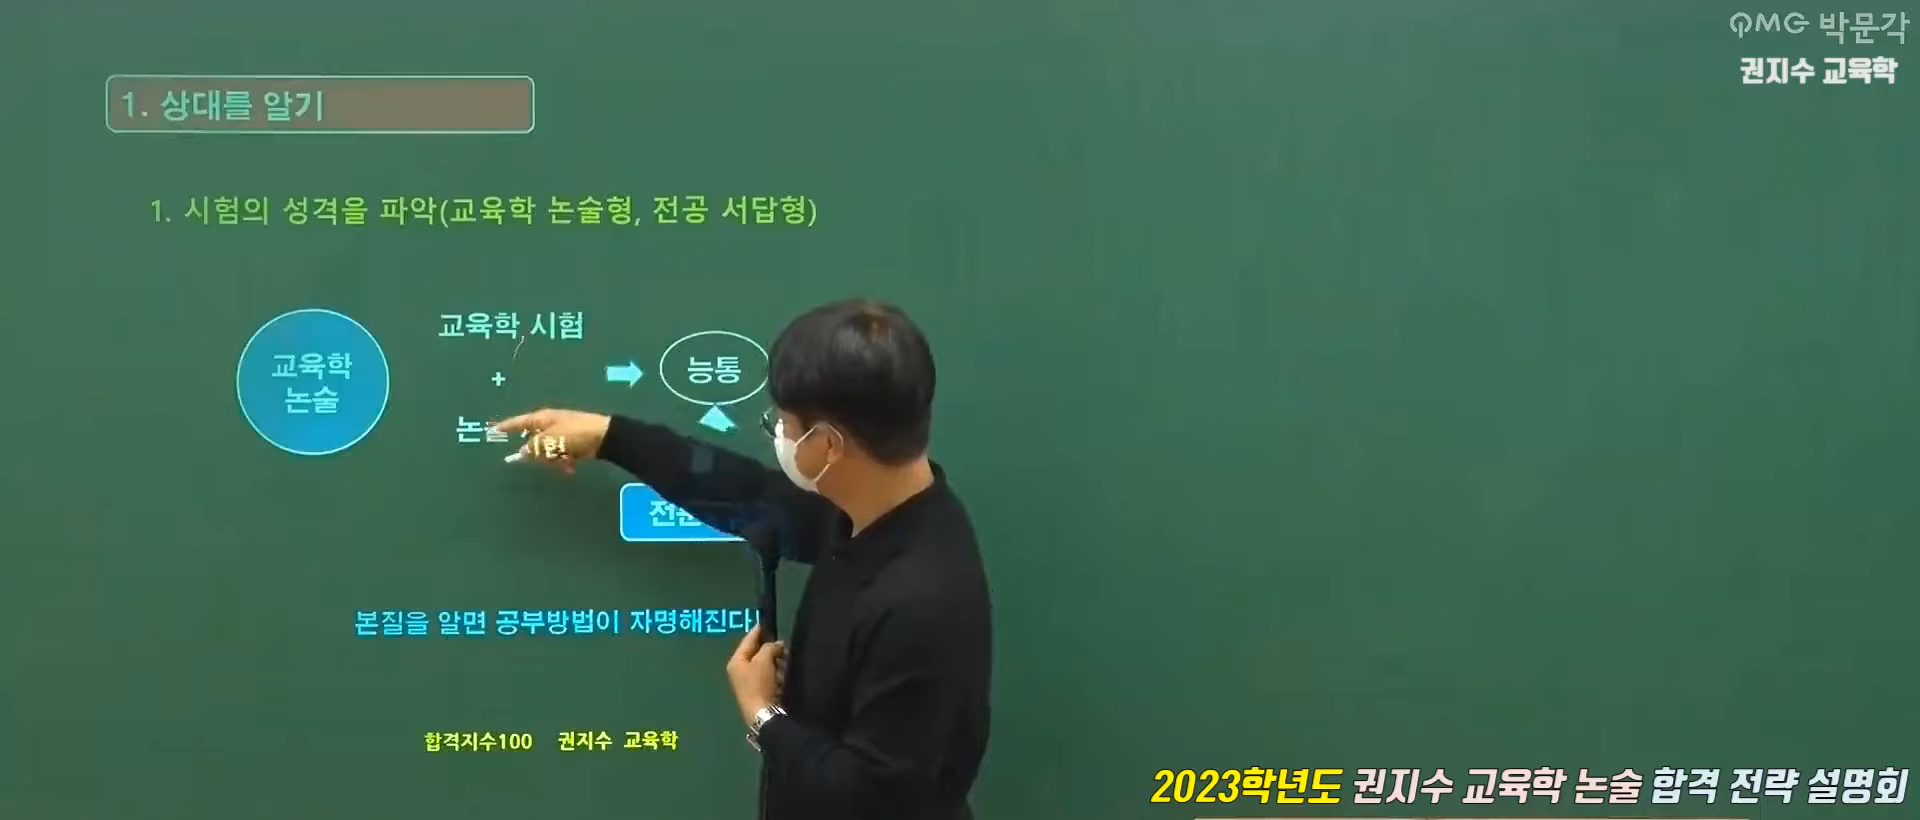 PMG 박문각
권지수 교육학
1. 상대를 알기
1. 시험의 성격을 파악(교육학 논술형, 전공 서답형)
교육학
논술
교육학 시험
+
논술
능통
본질을 알면 공부방법이 자명해진다!
합격지수100 권지수 교육학
2023학년도 권지수 교육학 논술 합격 전략 설명회